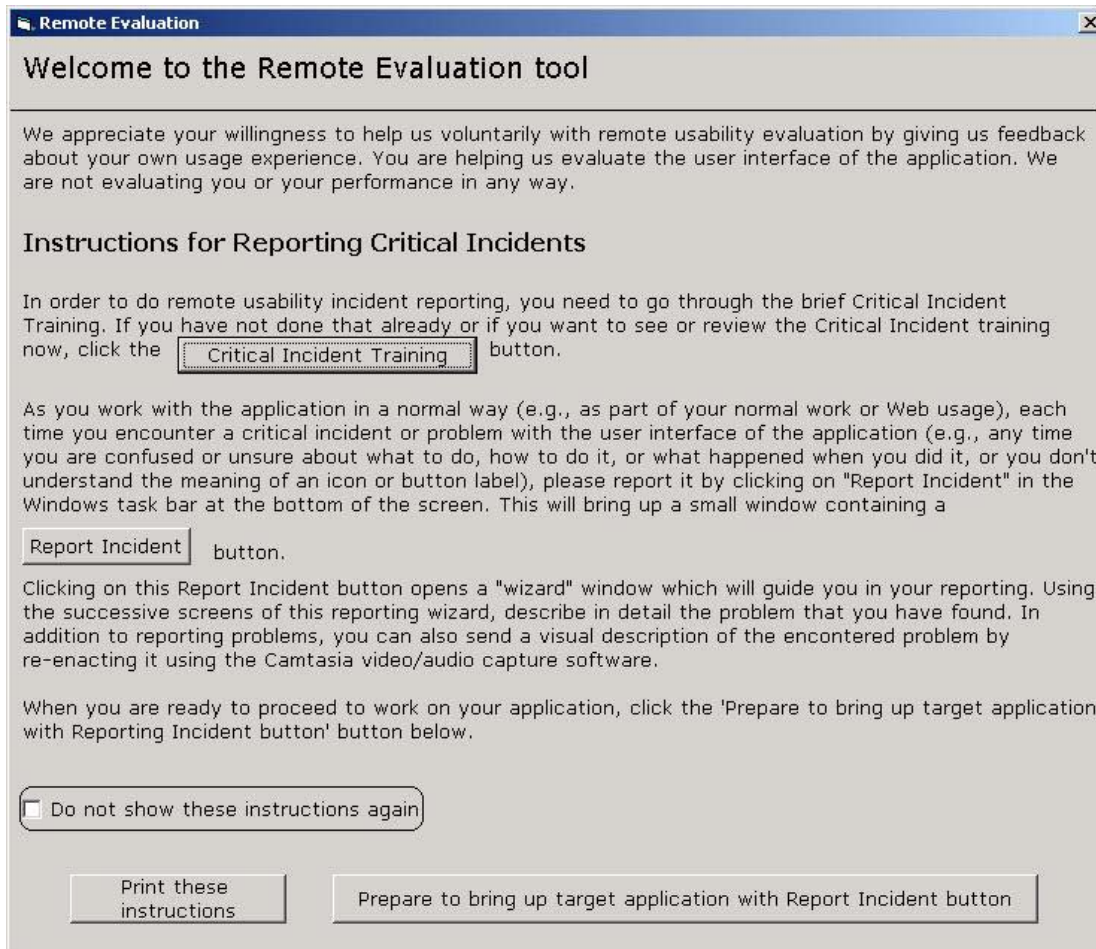 Remote Evaluation
Welcome to the Remote Evaluation tool
We appreciate your willingness to help us voluntarily with remote usability evaluation by giving us feedback
about your own usage experience. You are helping us evaluate the user interface of the application. We
are not evaluating you or your performance in any way.
Instructions for Reporting Critical Incidents
In order to do remote usability incident reporting, you need to go through the brief Critical Incident
Training. If you have not done that already or if you want to see or review the Critical Incident training
now, click the Critical Incident Training button.
As you work with the application in a normal way (e.g., as part of your normal work or Web usage), each
time you encounter a critical incident or problem with the user interface of the application (e.g., any time
you are confused or unsure about what to do, how to do it, or what happened when you did it, or you don't
understand the meaning of an icon or button label), please report it by clicking on "Report Incident" in the
Windows task bar at the bottom of the screen. This will bring up a small window containing a
Report Incident button.
Clicking on this Report Incident button opens a "wizard" window which will guide you in your reporting. Using
the successive screens of this reporting wizard, describe in detail the problem that you have found. In
addition to reporting problems, you can also send a visual description of the encontered problem by
re-enacting it using the Camtasia video/audio capture software.
When you are ready to proceed to work on your application, click the 'Prepare to bring up target application
with Reporting Incident button' button below.
Do not show these instructions again
Print these
instructions
Prepare to bring up target application with Report Incident button